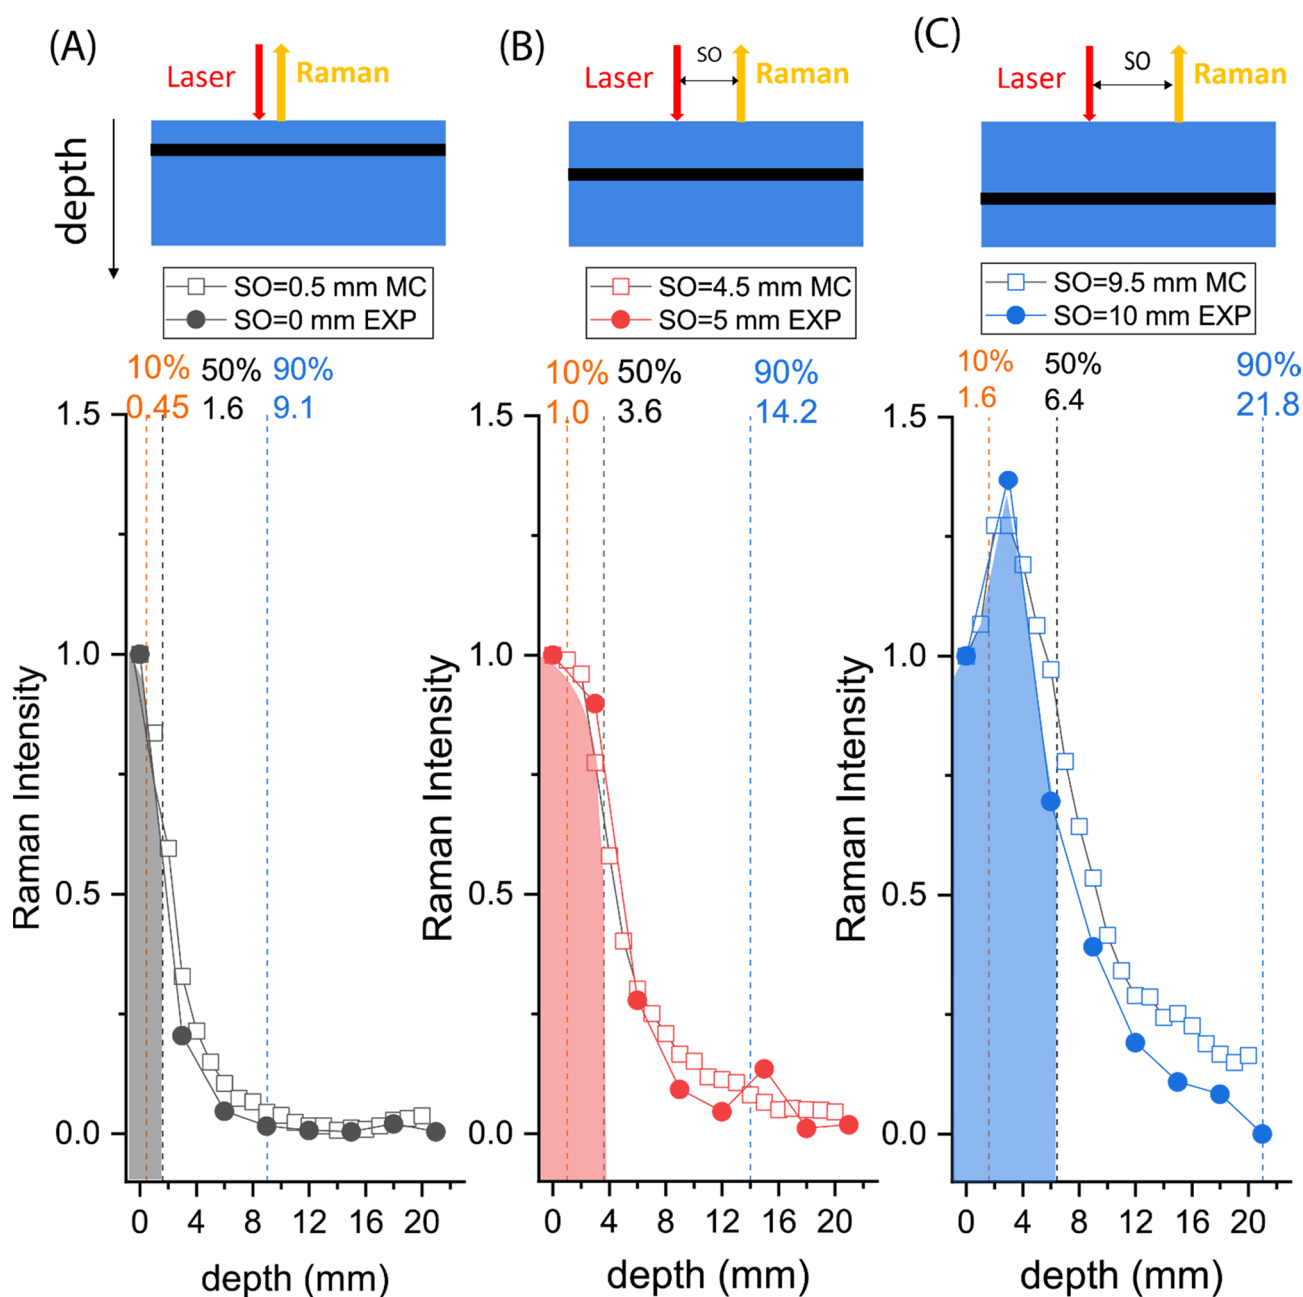 (A)
Laser
Raman
depth
SO=0.5 mm MC
SO=0 mm EXP
10%
50%
90%
0.45
1.6
9.1
1.5
1.0
0.5
0.0
Raman Intensity
0 4 8 12 16 20
depth (mm)
(B)
SO
Laser
Raman
SO=4.5 mm MC
SO=5 mm EXP
10%
50%
90%
1.0
3.6
14.2
1.5
1.0
0.5
0.0
Raman Intensity
0 4 8 12 16 20
depth (mm)
(C)
SO
Laser
Raman
SO=9.5 mm MC
SO=10 mm EXP
10%
50%
90%
1.6
6.4
21.8
1.5
1.0
0.5
0.0
Raman Intensity
0 4 8 12 16 20
depth (mm)